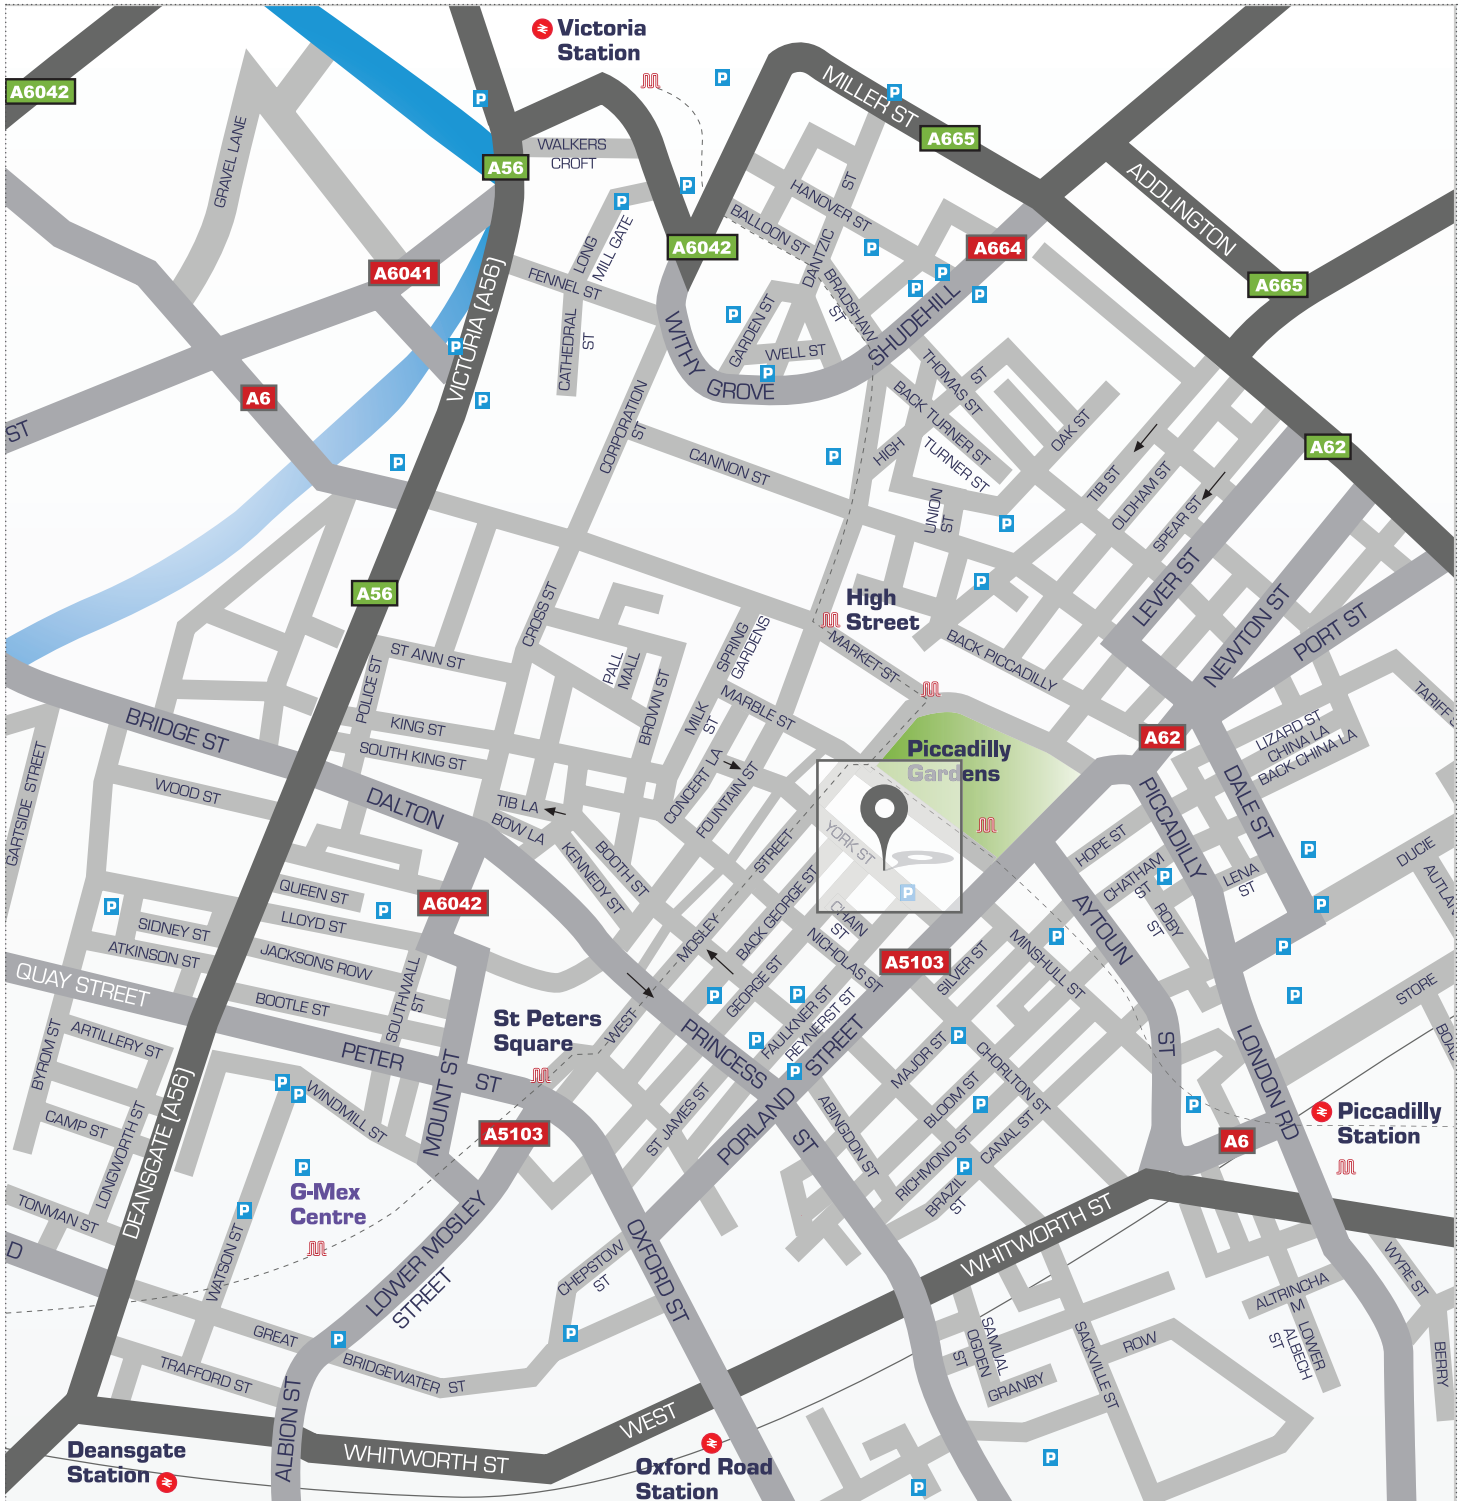 Victoria
Station
P
P
P
A6042
MILLER ST
A665
GRAVEL LANE
A56
WALKERS
CROFT
ADDLINGTON
P
P
HANOVER ST
ST
BALLOON ST
A6042
P
A664
A665
LONG
MILL GATE
DANTZIC
A6041
FENNEL ST
P
P
P
BRADSHAW
ST
P
GARDEN ST
SHUDEHILL
WITHY
GROVE
WELL ST
P
CATHEDRAL
ST
P
VICTORIA (A56)
P
A6
ST
THOMAS ST
ST
BACK TURNER ST
TURNER ST
OAK ST
CORPORATION
ST
CANNON ST
P
HIGH
P
A62
TIB ST
OLDHAM ST
SPEAR ST
UNION
ST
P
P
A56
LEVER ST
NEWTON ST
PORT ST
High
Street
CROSS ST
MARKET ST
BACK PICCADILLY
ST ANN ST
PALL
MALL
SPRING
GARDENS
POLICE ST
BROWN ST
MARBLE ST
MILK
ST
TARIFF S
BRIDGE ST
KING ST
SOUTH KING ST
A62
LIZARD ST
CHINA LA
BACK CHINA LA
Piccadilly
Gardens
CONCERT LA
FOUNTAIN ST
WOOD ST
DALTON
TIB LA
BOW LA
GARTSIDE STREET
PICCADILLY
DALE ST
YORK ST
STREET
HOPE ST
P
DUCIE
BOOTH ST
KENNEDY ST
CHATHAM
ST
P
LENA
ST
AUTLAN
BACK GEORGE ST
P
QUEEN ST
A6042
P
P
P
LLOYD ST
SIDNEY ST
ATKINSON ST
AYTOUN
ST
ROBY
ST
CHAIN
ST
MOSLEY
NICHOLAS ST
P
P
JACKSONS ROW
QUAY STREET
A5103
SILVER ST
MINSHULL ST
STORE
P
P
P
BOOTLE ST
SOUTHWALL
ST
GEORGE ST
FAULKNER ST
REYNERST ST
St Peters
Square
WEST
ARTILLERY ST
BYROM ST
PETER
ST
PRINCESS
ST
P
P
STREET
PORLAND
P
MAJOR ST
CHORLTON ST
LONDON RD
BOAD
MOUNT ST
P
P
WINDMILL ST
CAMP ST
LONGWORTH ST
A5103
ST JAMES ST
ABINGDON ST
BLOOM ST
P
P
Piccadilly
Station
A6
RICHMOND ST
CANAL ST
P
BRAZIL
ST
DEANSGATE (A56)
P
G-Mex
Centre
TONMAN ST
P
WATSON ST
LOWER MOSLEY
STREET
OXFORD ST
CHEPSTOW
ST
WHITWORTH ST
D
WYRE ST
ALTRINCHA
M
LOWER
ALBECH
ST
GREAT
BRIDGEWATER ST
P
P
TRAFFORD ST
SAMUAL
OGDEN
ST
GRANBY
ROW
SACKVILLE ST
BERRY
ALBION ST
WEST
WHITWORTH ST
Deansgate
Station
Oxford Road
Station
P
P